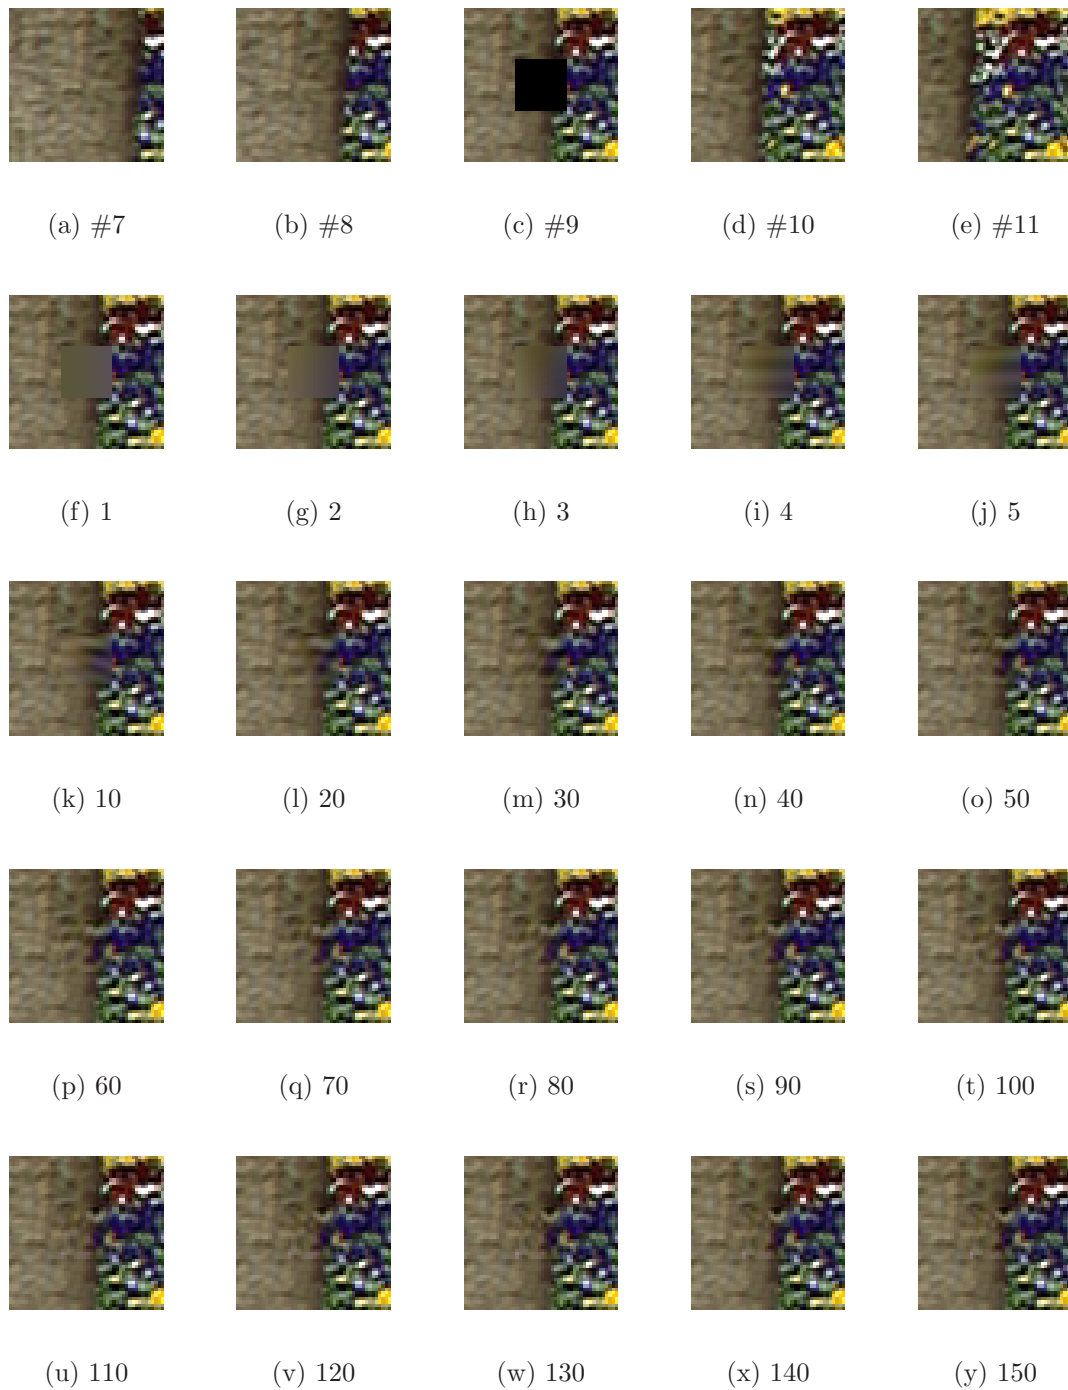 (a) #7 (b) #8 (c) #9 (d) #10 (e) #11
(f) 1 (g) 2 (h) 3 (i) 4 (j) 5
(k) 10 (l) 20 (m) 30 (n) 40 (o) 50
(p) 60 (q) 70 (r) 80 (s) 90 (t) 100
(u) 110 (v) 120 (w) 130 (x) 140 (y) 150